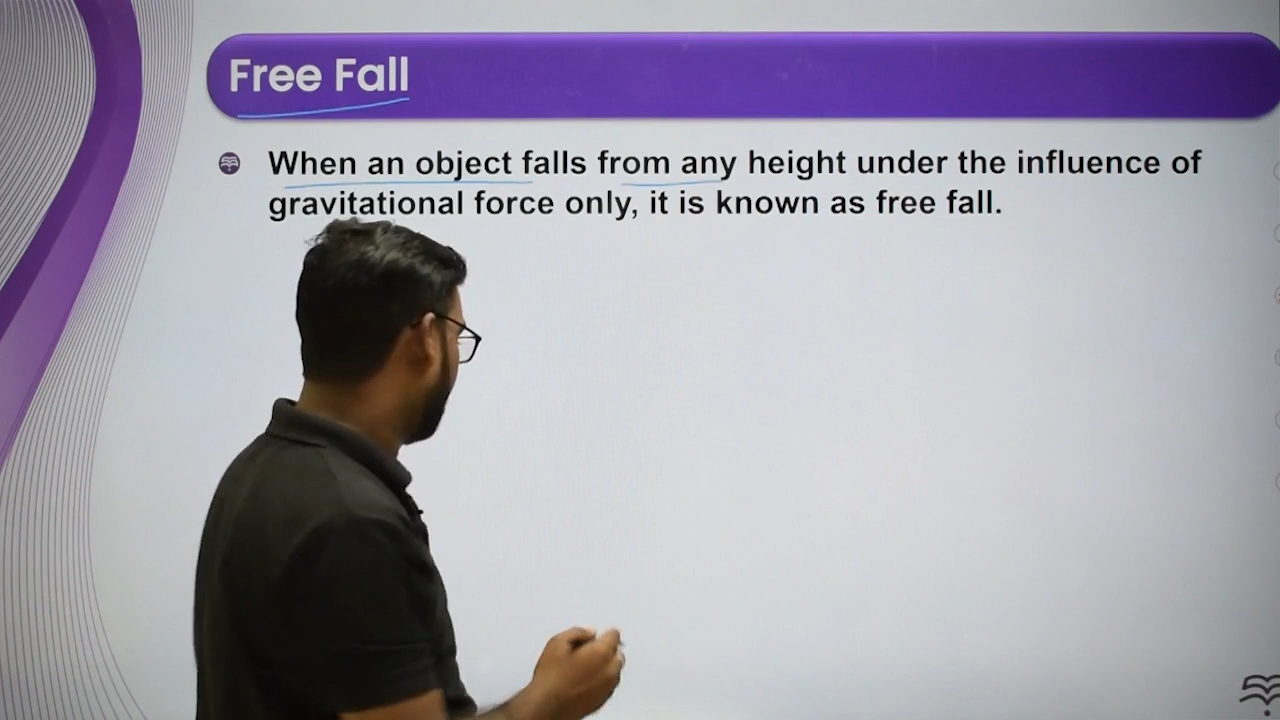 Free Fall
When an object falls from any height under the influence of
gravitational force only, it is known as free fall.